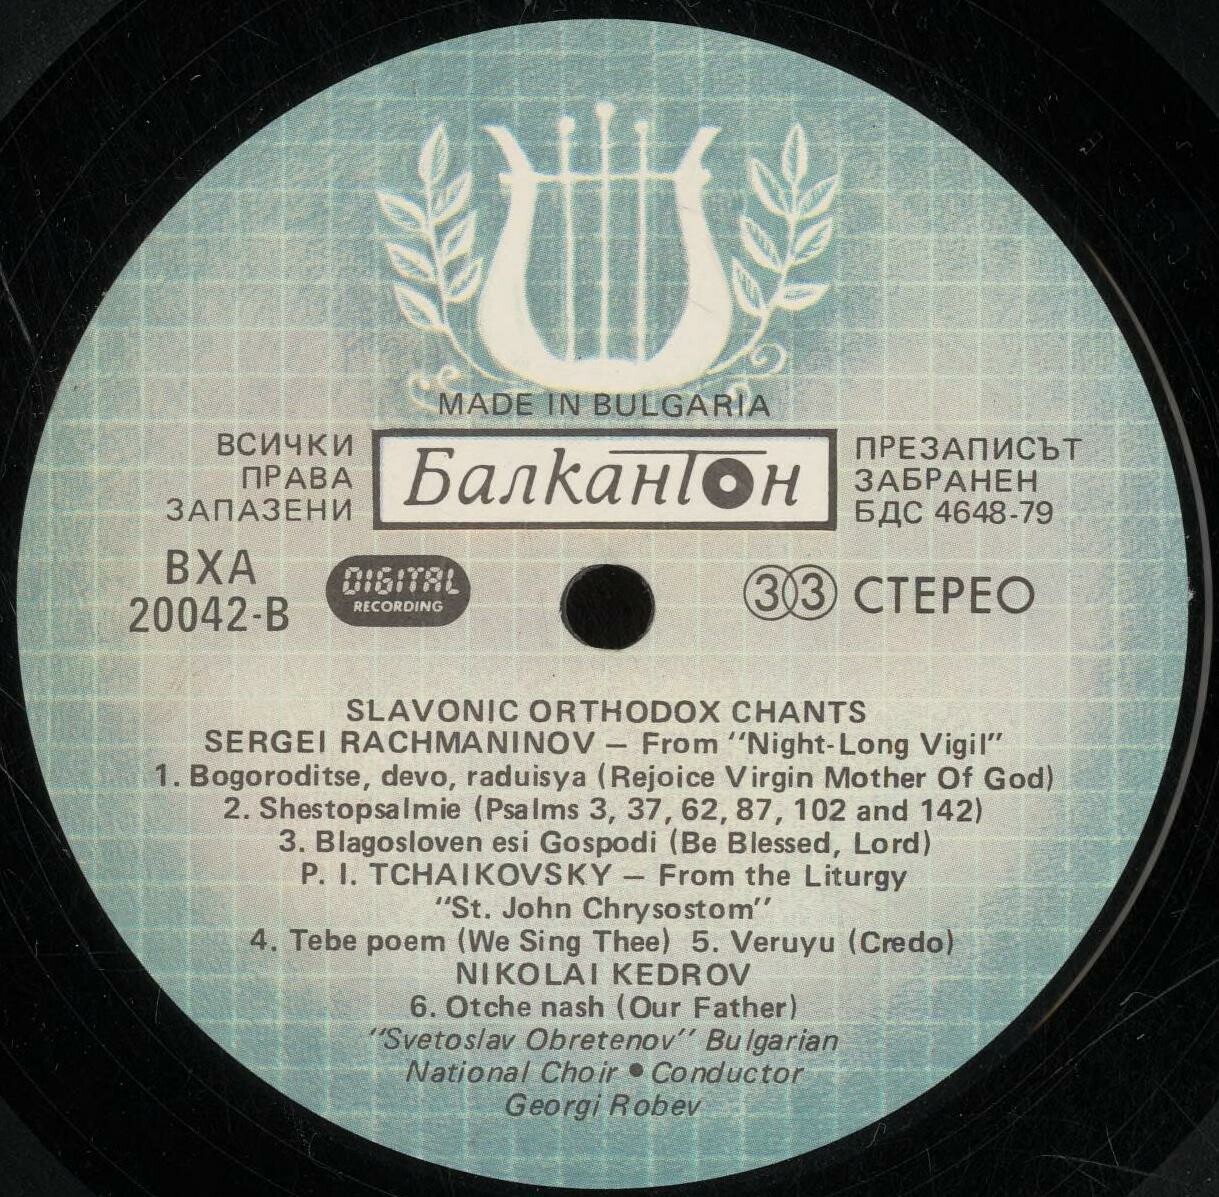 MADE IN BULGARIA
ВСИЧКИ
ПРАВА
ЗАПАЗЕНИ
Балкантон
ПРЕЗАПИСЪТ
ЗАБРАНЕН
БДС 4648-79
ВХА
20042-В
DIGITAL
RECORDING
33 СТЕРЕО
SLAVONIC ORTHODOX CHANTS
SERGEI RACHMANINOV — From "Night-Long Vigil"
1. Bogoroditse, devo, raduisya (Rejoice Virgin Mother Of God)
2. Shestopsalmie (Psalms 3, 37, 62, 87, 102 and 142)
3. Blagosloven esi Gospodi (Be Blessed, Lord)
P. I. TCHAIKOVSKY — From the Liturgy
"St. John Chrysostom"
4. Tebe poem (We Sing Thee) 5. Veruyu (Credo)
NIKOLAI KEDROV
6. Otche nash (Our Father)
"Svetoslav Obretenov" Bulgarian
National Choir • Conductor
Georgi Robev